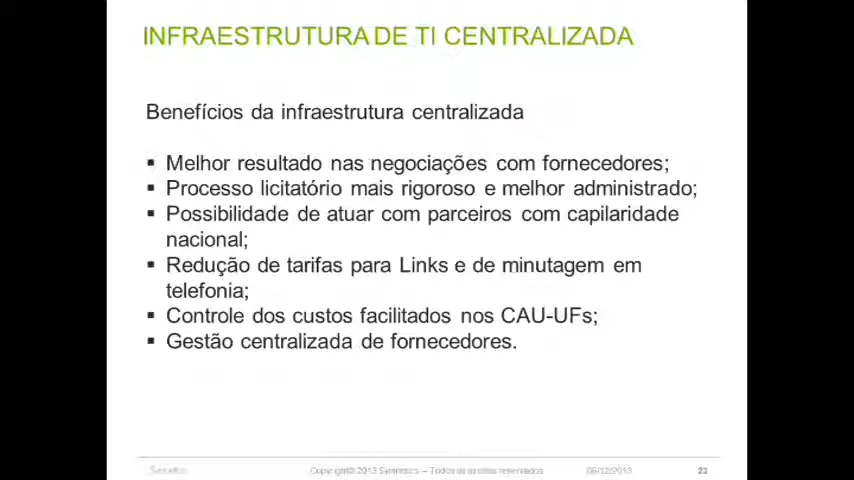 INFRAESTRUTURA DE TI CENTRALIZADA
Benefícios da infraestrutura centralizada
▪ Melhor resultado nas negociações com fornecedores;
▪ Processo licitatório mais rigoroso e melhor administrado;
▪ Possibilidade de atuar com parceiros com capilaridade
nacional;
▪ Redução de tarifas para Links e de minutagem em
telefonia;
▪ Controle dos custos facilitados nos CAU-UFs;
▪ Gestão centralizada de fornecedores.
Copyright© 2013 – Todos os direitos reservados 06/12/2013 23